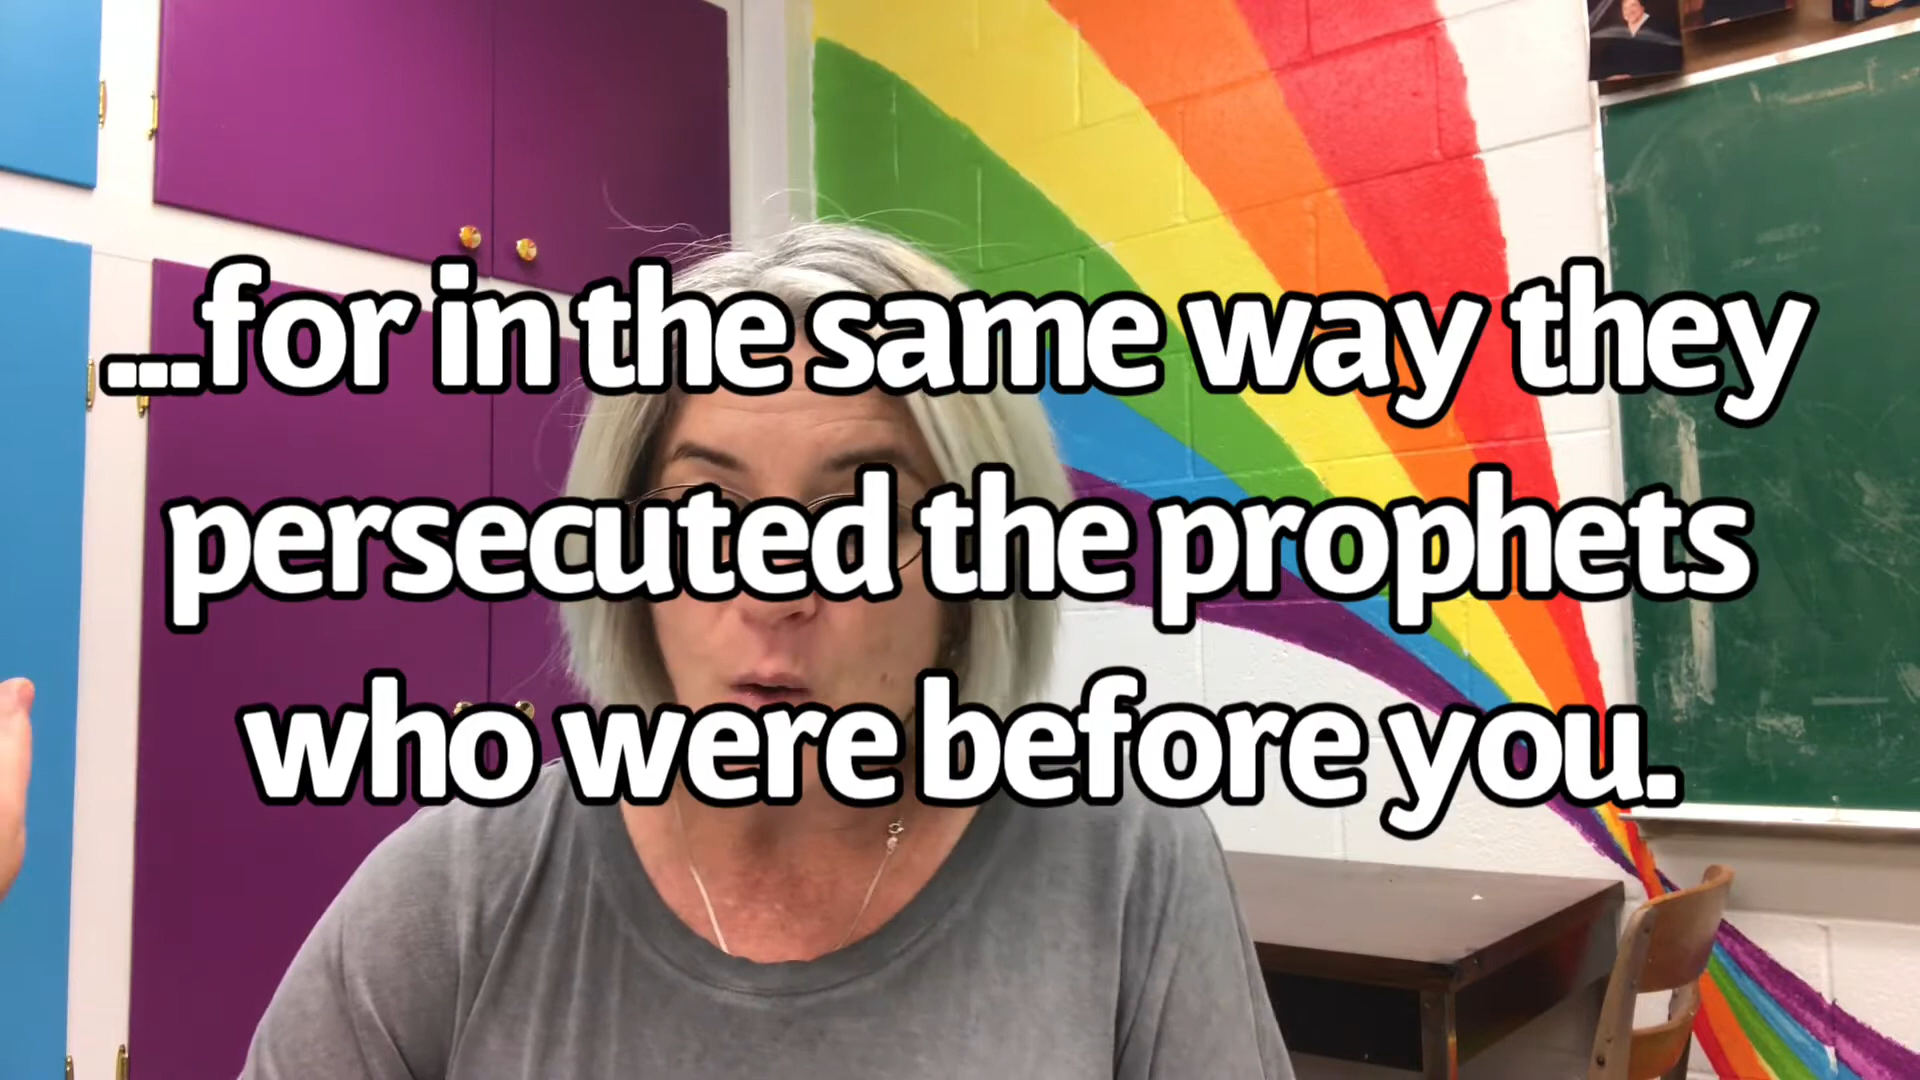 ...for in the same way they
persecuted the prophets
who were before you.